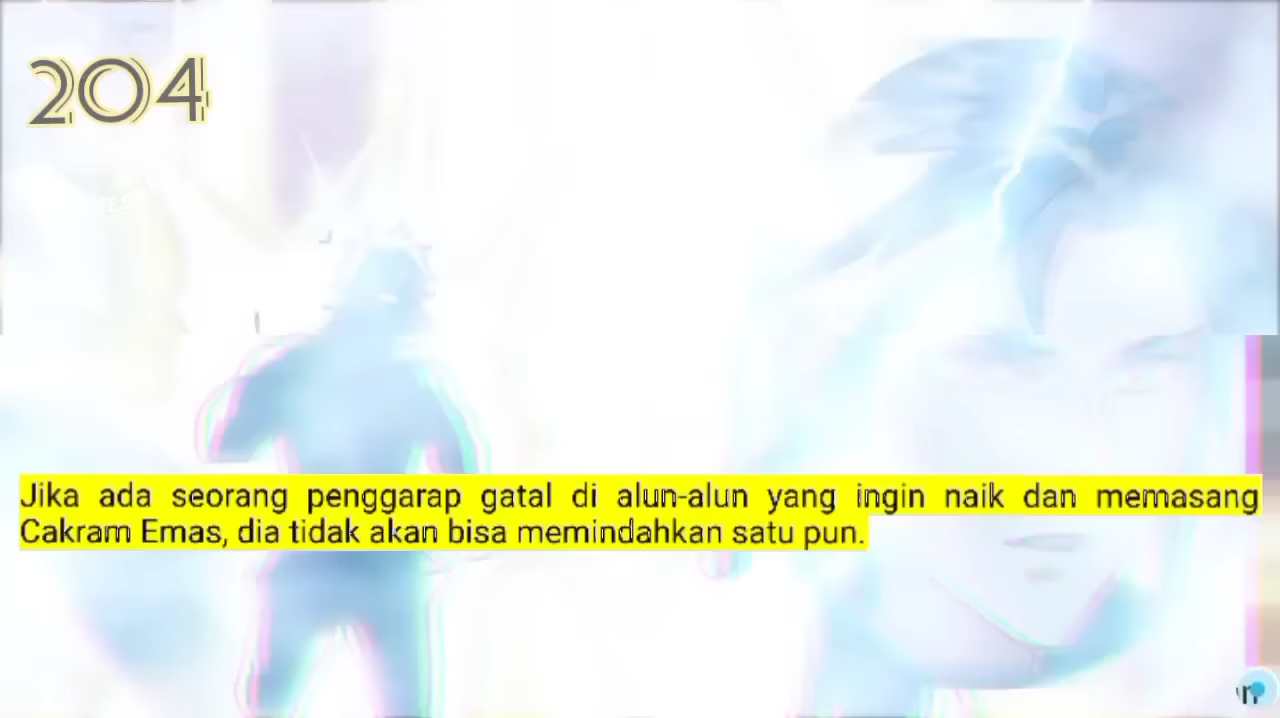 204
Jika ada seorang penggarap gatal di alun-alun yang ingin naik dan memasang
Cakram Emas, dia tidak akan bisa memindahkan satu pun.